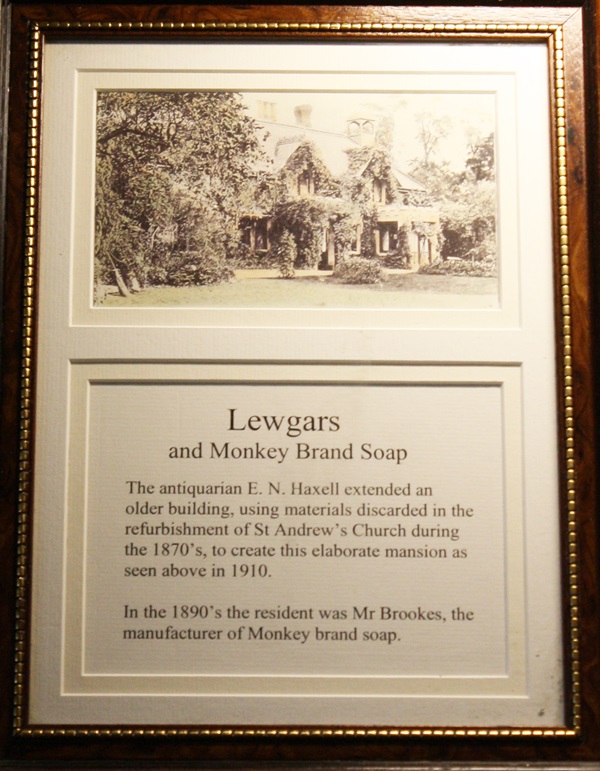 Lewgars
and Monkey Brand Soap
The antiquarian E. N. Haxell extended an
older building, using materials discarded in the
refurbishment of St Andrew's Church during
the 1870's, to create this elaborate mansion as
seen above in 1910.
In the 1890's the resident was Mr Brookes, the
manufacturer of Monkey brand soap.